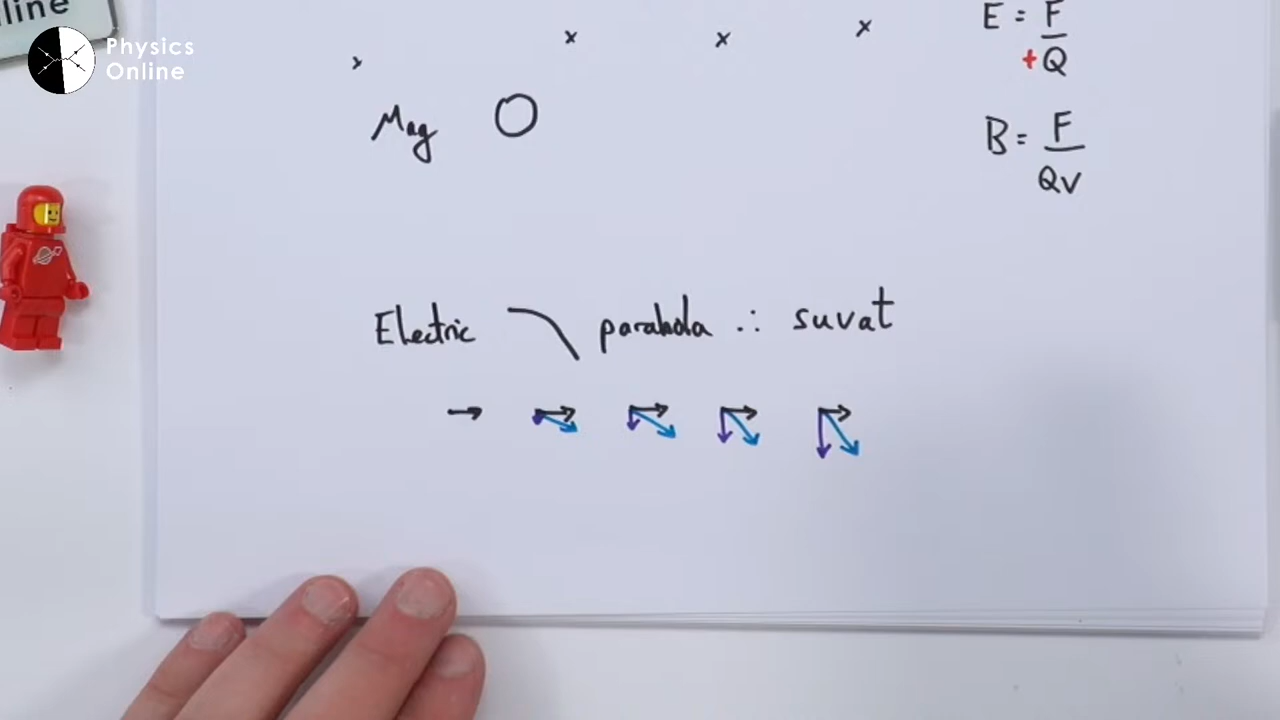 line
Physics
Online
x x x x
E = F
+Q
Mag O
B = F
QV
Electric parabola ∴ suvat